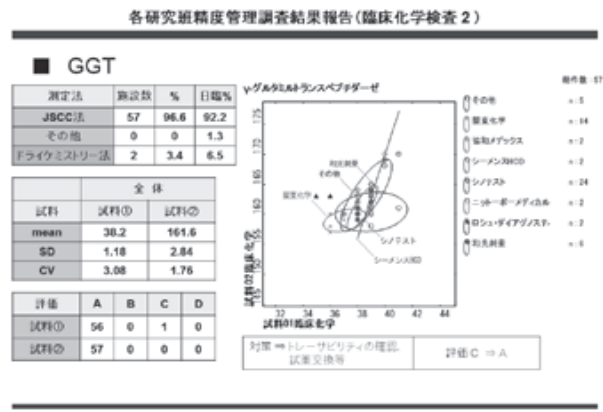 各研究班精度管理調査結果報告(臨床化学検査2)
■ GGT
測定法 施設数 % 日臨%
JSCC法 57 96.6 92.2
その他 0 0 1.3
ドライケミストリー法 2 3.4 6.5
全体
試料 試料① 試料②
mean 38.2 161.6
SD 1.18 2.84
CV 3.08 1.76
評価 A B C D
試料① 56 0 1 0
試料② 57 0 0 0
γ-グルタミルトランスペプチダーゼ
175
170
165
160
155
150
145
試料02臨床化学
32 34 36 38 40 42 44
試料01臨床化学
和光純薬
その他
関東化学
シノテスト
シーメンスHCD
総件数:57
その他 n:5
関東化学 n:14
協和メデックス n:2
シーメンスHCD n:2
シノテスト n:24
ニットーボーメディカル n:2
ロシュ・ダイアグノスティ- n:2
和光純薬 n:6
対策 ⇒トレーサビリティの確認、
試薬交換等
評価C ⇒ A